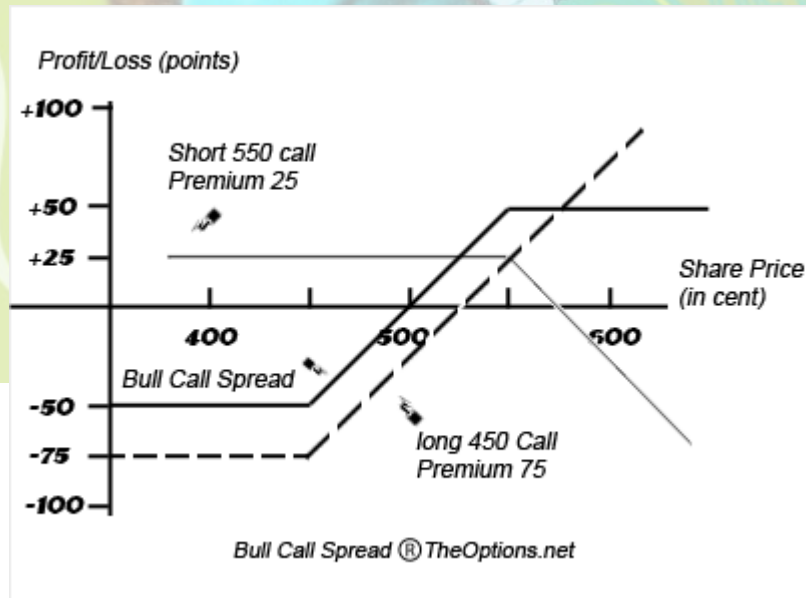 Profit/Loss (points)
+100
Short 550 call
Premium 25
+50
+25
Share Price
(in cent)
400
500
600
Bull Call Spread
-50
long 450 Call
Premium 75
-75
-100
Bull Call Spread ® TheOptions.net